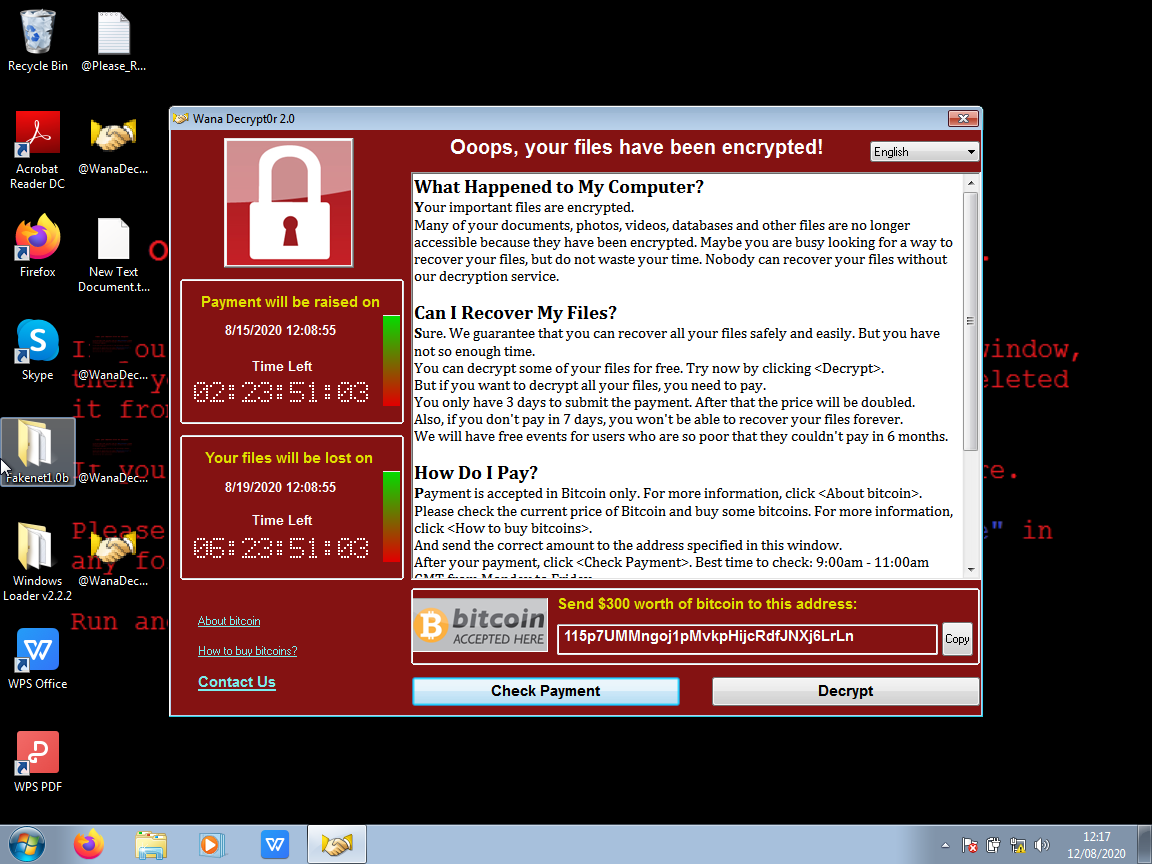 Recycle Bin
@Please_R...
Acrobat
Reader DC
@WanaDec...
Firefox
New Text
Document.t...
Skype
@WanaDec...
Fakenet1.0b
@WanaDec...
Windows
Loader v2.2.2
@WanaDec...
WPS Office
WPS PDF
window,
then
deleted
it
Please
" in
Run
Wana Decrypt0r 2.0
Ooops, your files have been encrypted!
English
Payment will be raised on
8/15/2020 12:08:55
Time Left
02:23:51:03
Your files will be lost on
8/19/2020 12:08:55
Time Left
06:23:51:03
About bitcoin
How to buy bitcoins?
Contact Us
What Happened to My Computer?
Your important files are encrypted.
Many of your documents, photos, videos, databases and other files are no longer
accessible because they have been encrypted. Maybe you are busy looking for a way to
recover your files, but do not waste your time. Nobody can recover your files without
our decryption service.
Can I Recover My Files?
Sure. We guarantee that you can recover all your files safely and easily. But you have
not so enough time.
You can decrypt some of your files for free. Try now by clicking <Decrypt>.
But if you want to decrypt all your files, you need to pay.
You only have 3 days to submit the payment. After that the price will be doubled.
Also, if you don't pay in 7 days, you won't be able to recover your files forever.
We will have free events for users who are so poor that they couldn't pay in 6 months.
How Do I Pay?
Payment is accepted in Bitcoin only. For more information, click <About bitcoin>.
Please check the current price of Bitcoin and buy some bitcoins. For more information,
click <How to buy bitcoins>.
And send the correct amount to the address specified in this window.
After your payment, click <Check Payment>. Best time to check: 9:00am - 11:00am
GMT from Monday to Friday.
bitcoin
ACCEPTED HERE
Send $300 worth of bitcoin to this address:
115p7UMMngoj1pMvkpHijcRdfJNXj6LrLn
Copy
Check Payment
Decrypt
12:17
12/08/2020